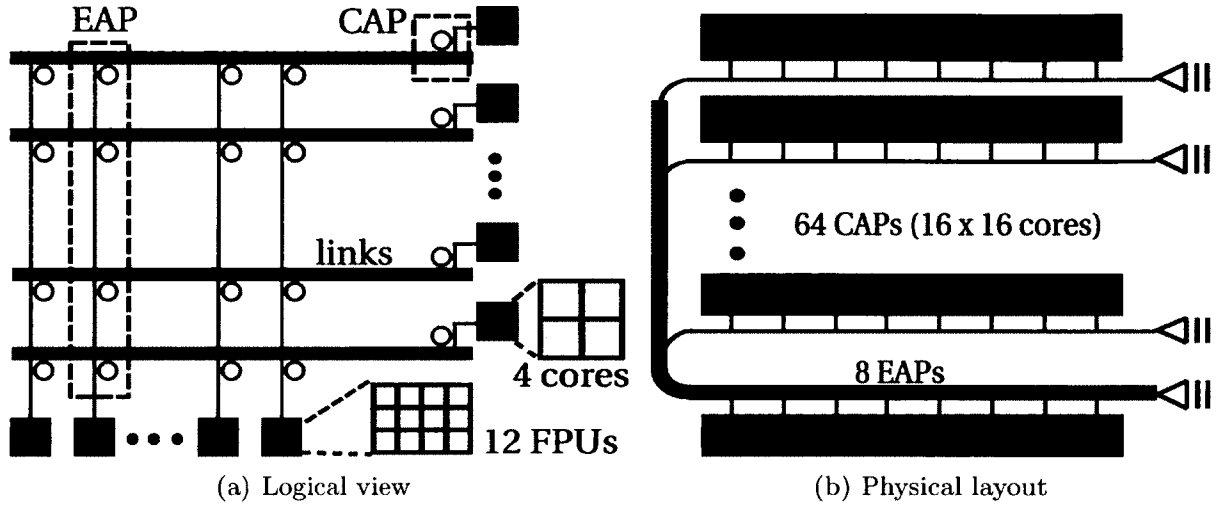 EAP
CAP
links
4 cores
12 FPUs
(a) Logical view
64 CAPs (16 x 16 cores)
8 EAPs
(b) Physical layout